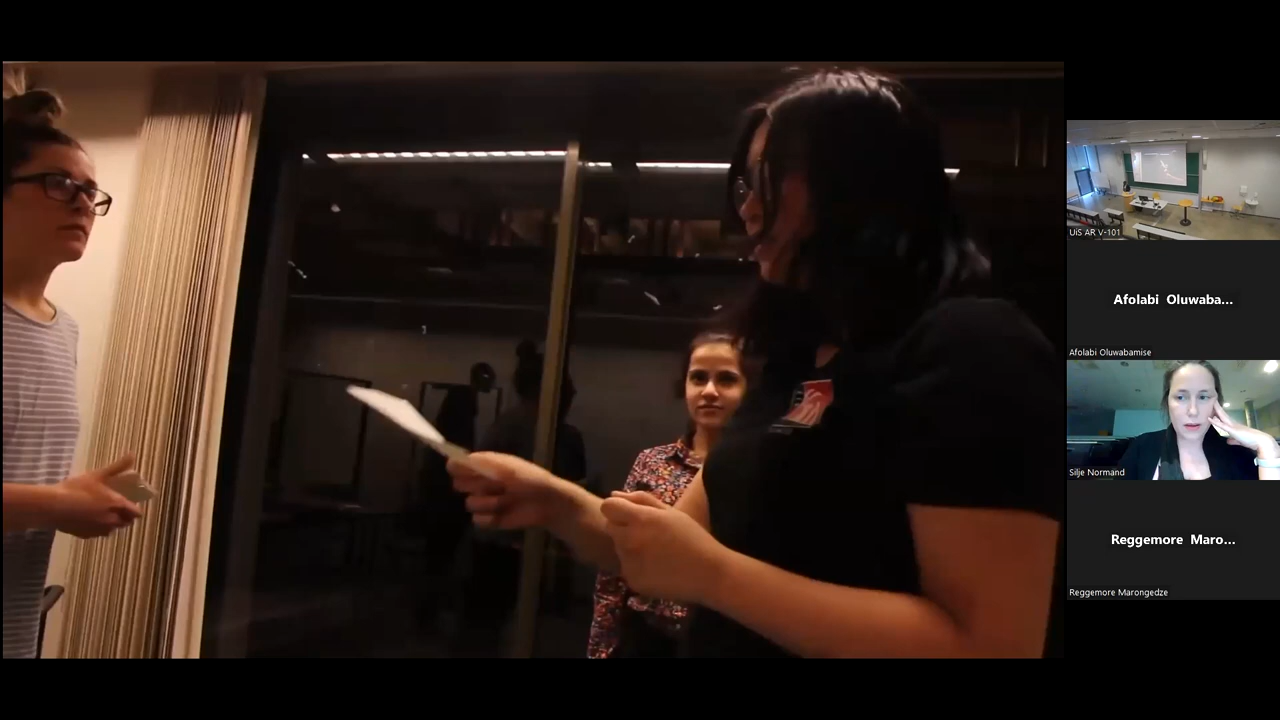 UiS AR V-101
Afolabi Oluwaba...
Afolabi Oluwabamise
Silje Normand
Reggemore Maro...
Reggemore Marongedze